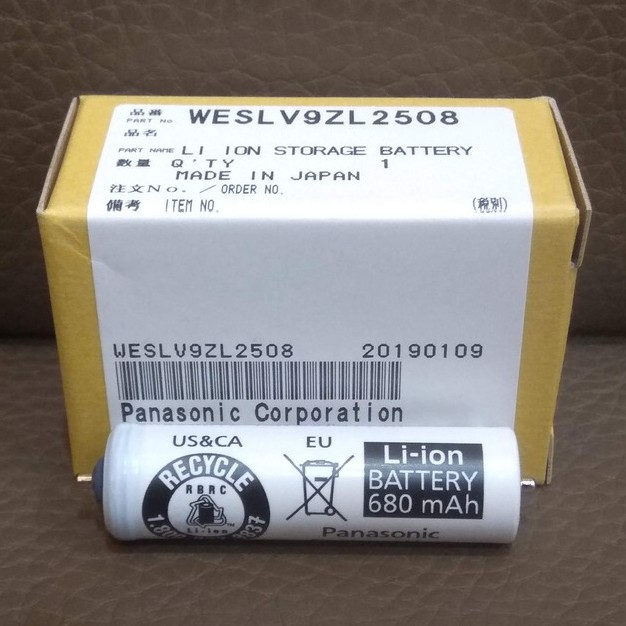 品番
PART No WESLV9ZL2508
品名
PART NAME LI ION STORAGE BATTERY
数量 Q'TY 1
MADE IN JAPAN
注文No. ／ORDER NO.
備考 ITEM NO. (税別)
WESLV9ZL2508 20190109
Panasonic Corporation
US&CA EU
RECYCLE
RBRC
Li-ion
Li-ion
BATTERY
680 mAh
Panasonic